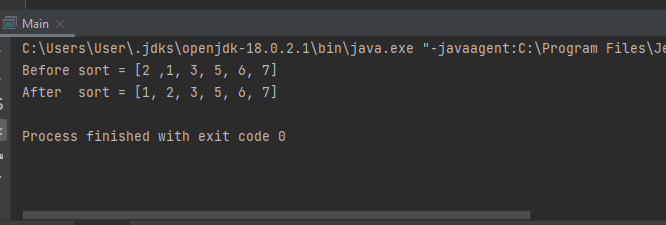 Main
C:\Users\User\.jdks\openjdk-18.0.2.1\bin\java.exe "-javaagent:C:\Program Files\Je
Before sort = [2 ,1, 3, 5, 6, 7]
After  sort = [1, 2, 3, 5, 6, 7]
Process finished with exit code 0